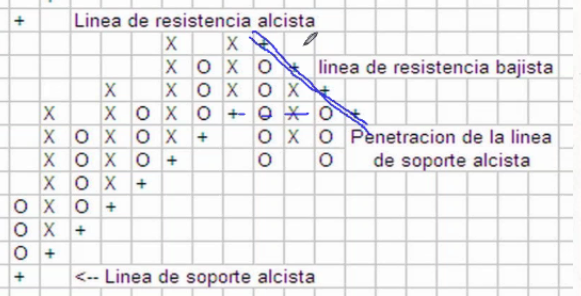 + Linea de resistencia alcista
X X +
X O X O + linea de resistencia bajista
X X O X O X +
X X O X O + O X O +
X O X O X + O X O Penetracion de la linea
X O X O + O O de soporte alcista
X O X +
O X O +
O X +
O +
+ <-- Linea de soporte alcista